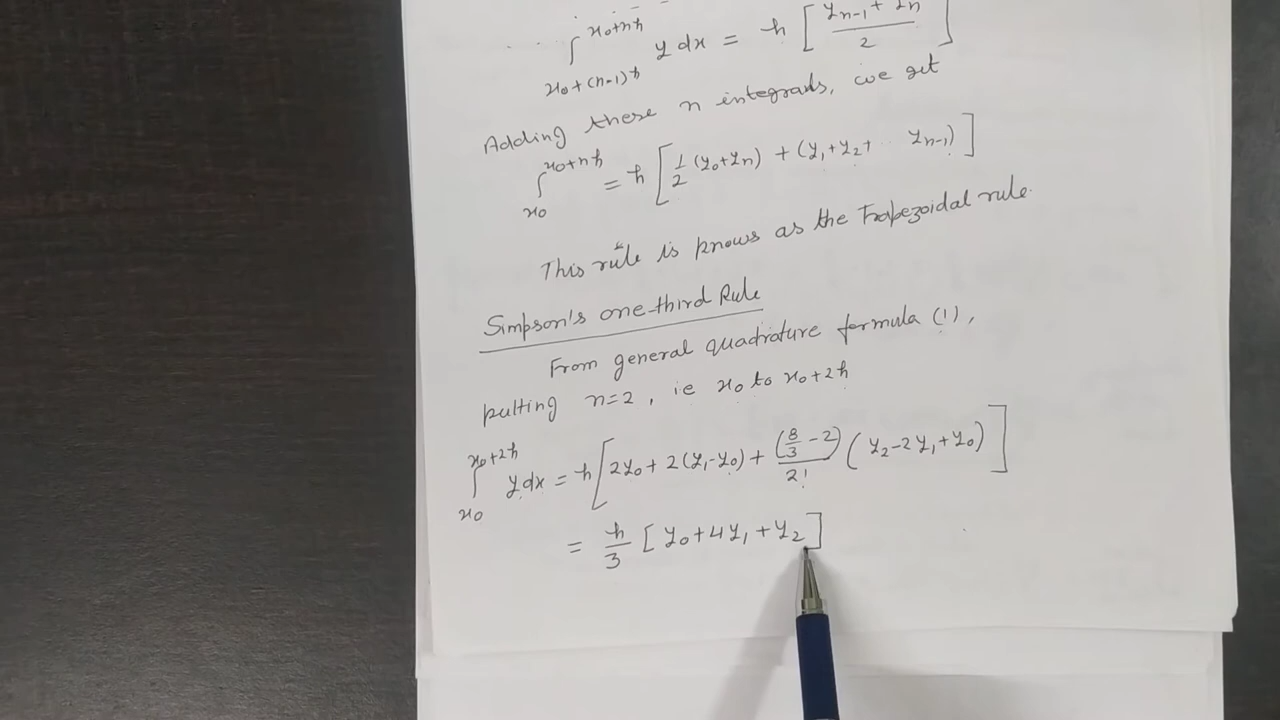 ∫_{x0+(n-1)h}^{x0+nh} y dx = h [ (yn-1 + yn)/2 ]
Adding these n integrals, we get
∫_{x0}^{x0+nh} = h [ 1/2 (y0+yn) + (y1+y2+ .. yn-1) ]
This rule is knows as the Trapezoidal rule.
Simpson's one-third Rule
From general quadrature formula (1),
putting n=2, ie x0 to x0+2h
∫_{x0}^{x0+2h} y dx = h [ 2y0 + 2(y1-y0) + (8/3 - 2)/2! (y2-2y1+y0) ]
= h/3 [ y0+4y1+y2 ]